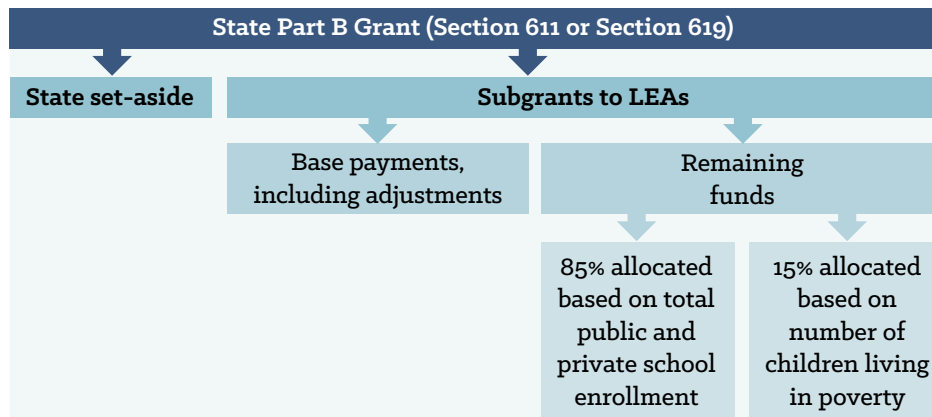 State Part B Grant (Section 611 or Section 619)
State set-aside
Subgrants to LEAs
Base payments,
including adjustments
Remaining
funds
85% allocated
based on total
public and
private school
enrollment
15% allocated
based on
number of
children living
in poverty